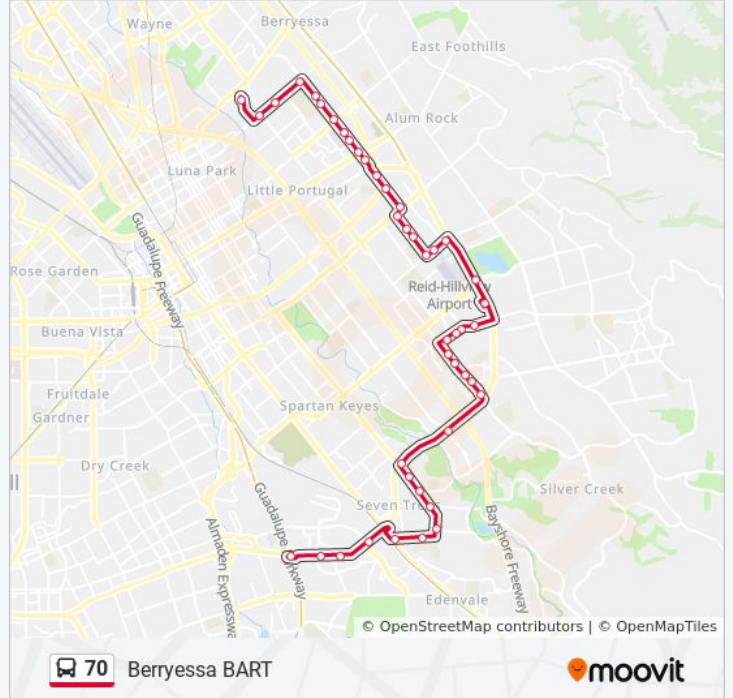 Wayne
Berryessa
East Foothills
Alum Rock
Luna Park
Little Portugal
Guadalupe Freeway
Rose Garden
Reid-Hillview
Airport
Buena Vista
Fruitdale
Gardner
Spartan Keyes
Dry Creek
Guadalupe Parkway
Almaden Expresswa
Seven Tre
Bayshore Freeway
Silver Creek
Edenvale
© OpenStreetMap contributors | © OpenMapTiles
70 Berryessa BART
moovit